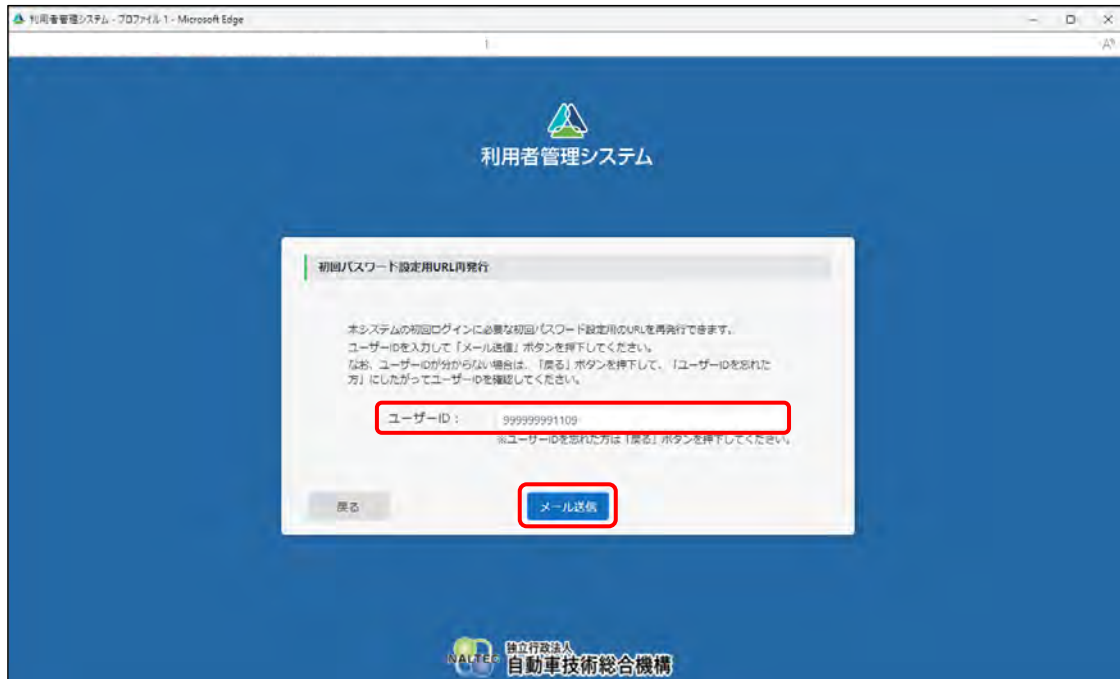 利用者管理システム - プロファイル 1 - Microsoft Edge
利用者管理システム
初回パスワード設定用URL再発行
本システムの初回ログインに必要な初回パスワード設定用のURLを再発行できます。
ユーザーIDを入力して「メール送信」ボタンを押下してください。
なお、ユーザーIDが分からない場合は、「戻る」ボタンを押下して、「ユーザーIDを忘れた
方」にしたがってユーザーIDを確認してください。
ユーザーID：
999999991109
※ユーザーIDを忘れた方は「戻る」ボタンを押下してください。
戻る
メール送信
NALTEC
独立行政法人
自動車技術総合機構